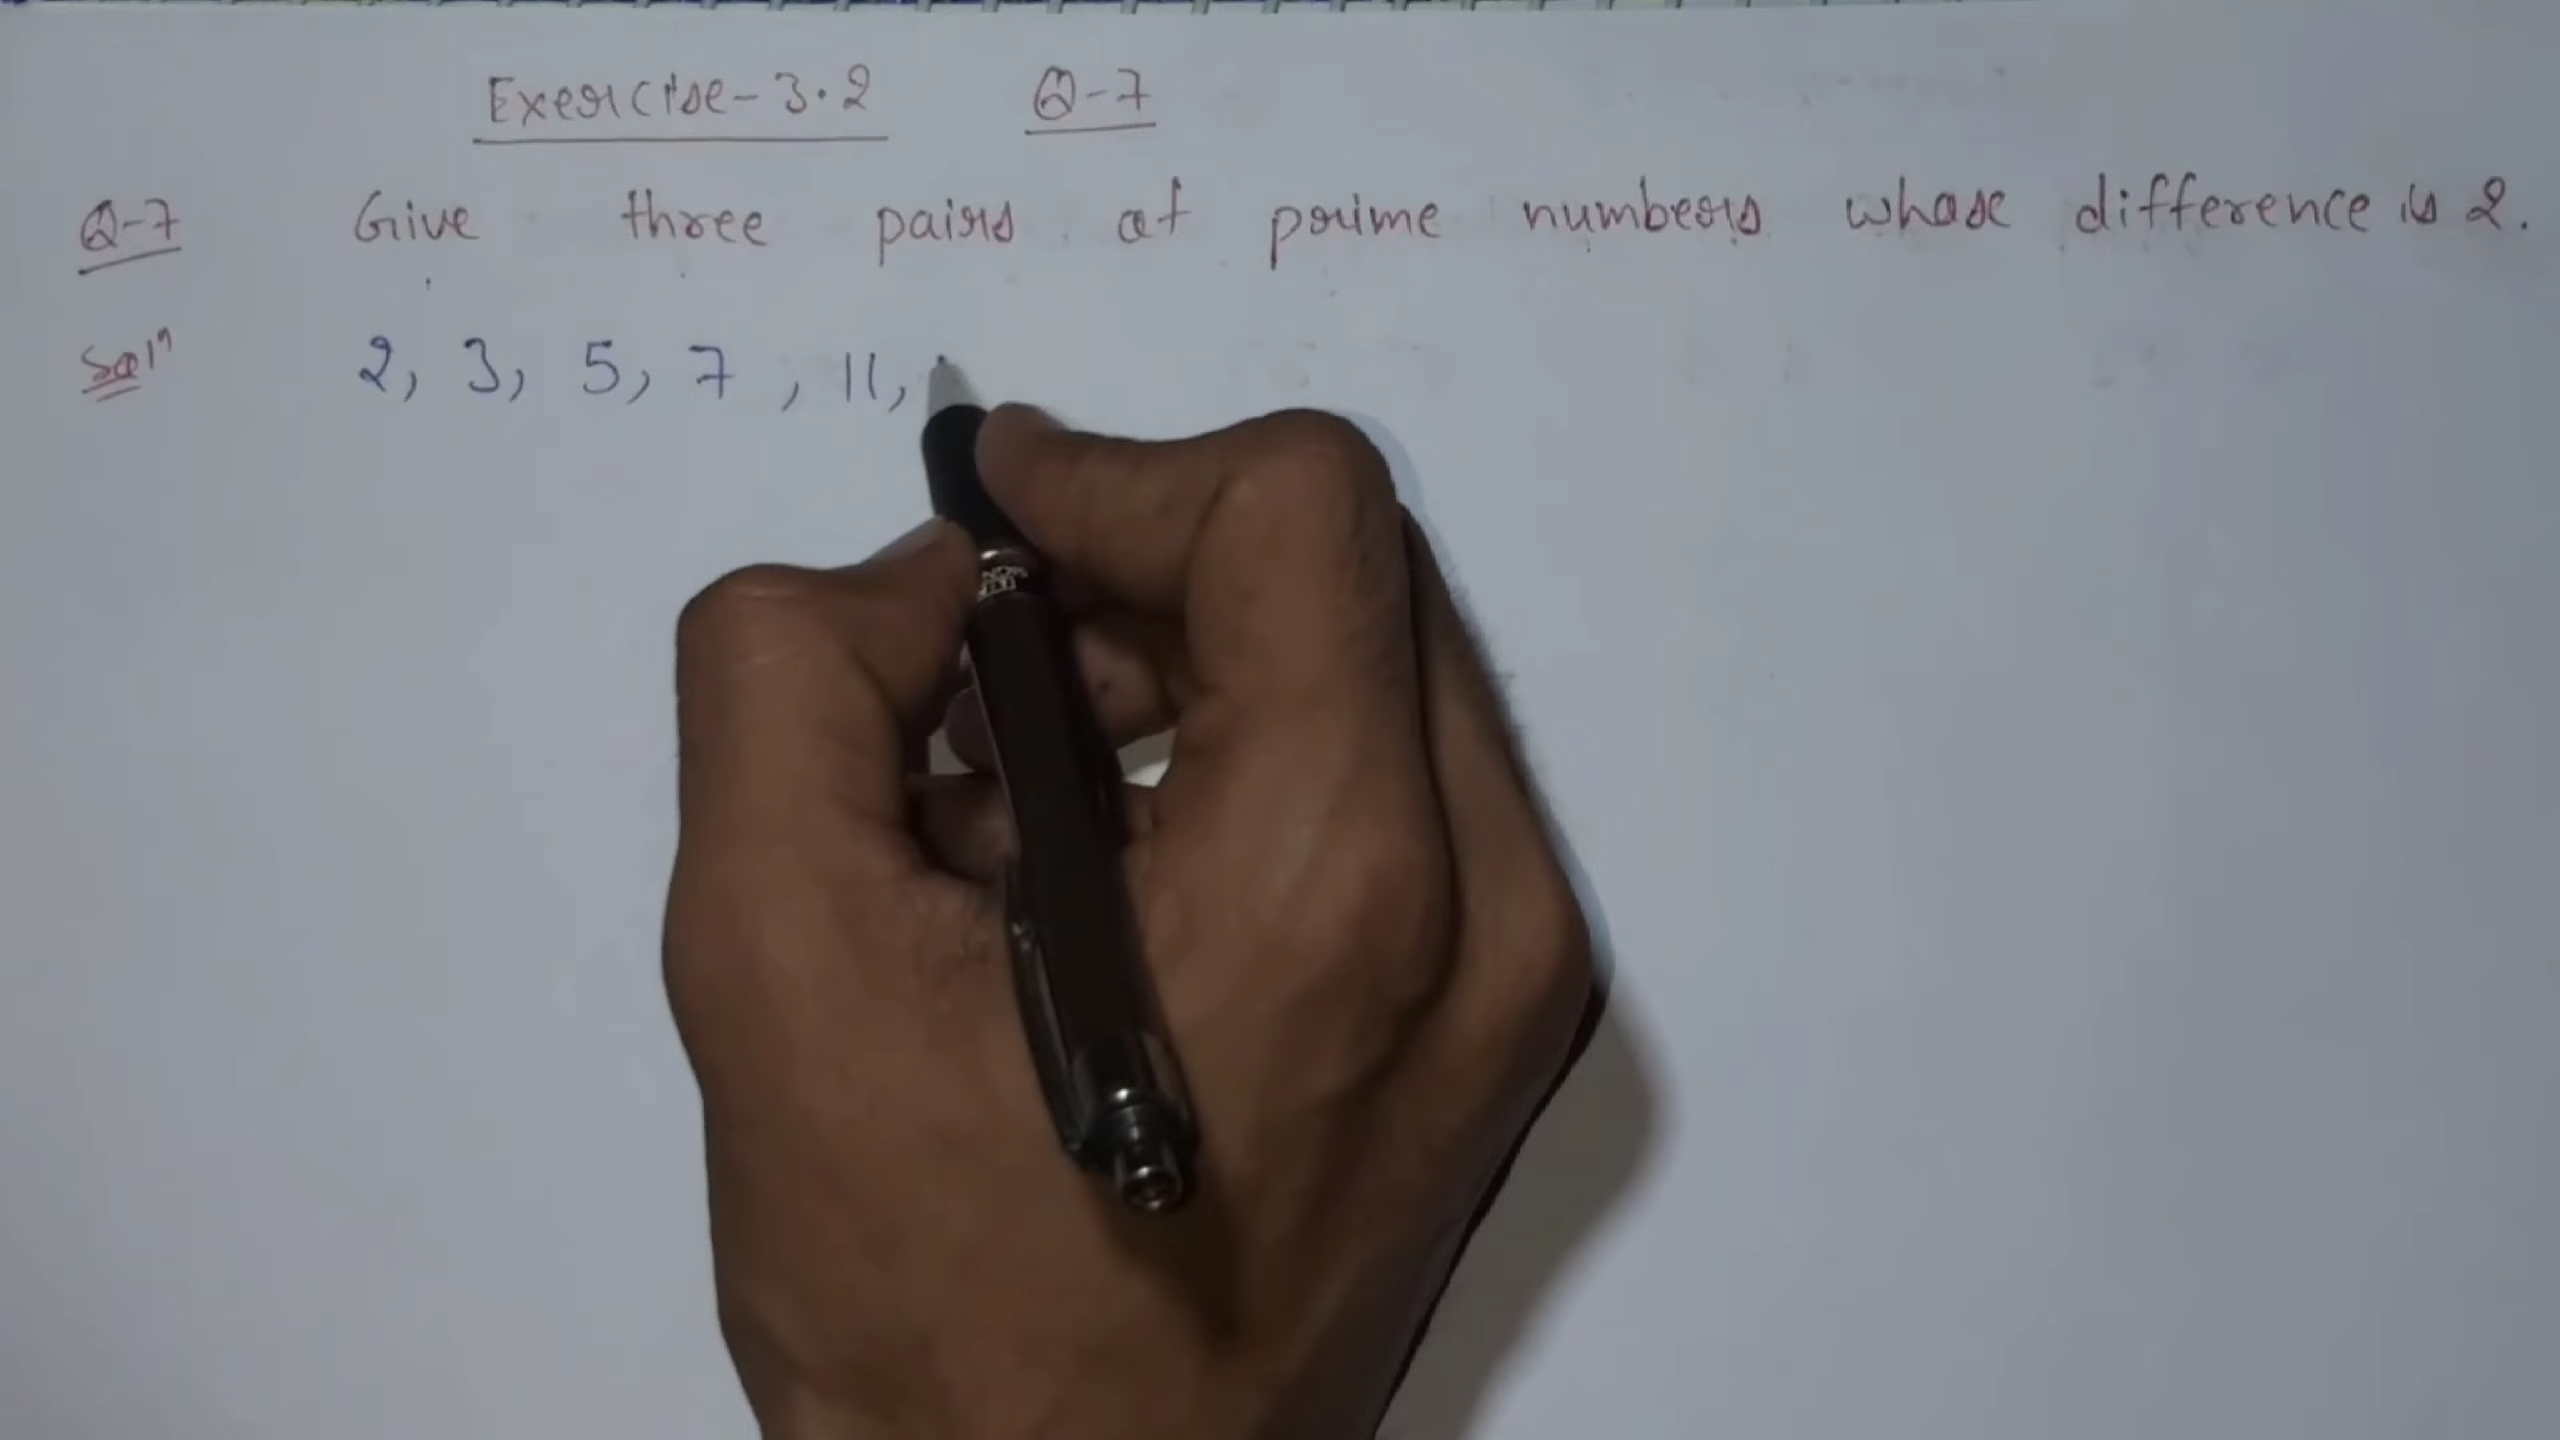 Exercise-3.2 Q-7
Q-7 Give three pairs of prime numbers whose difference is 2.
Solⁿ 2, 3, 5, 7, 11,